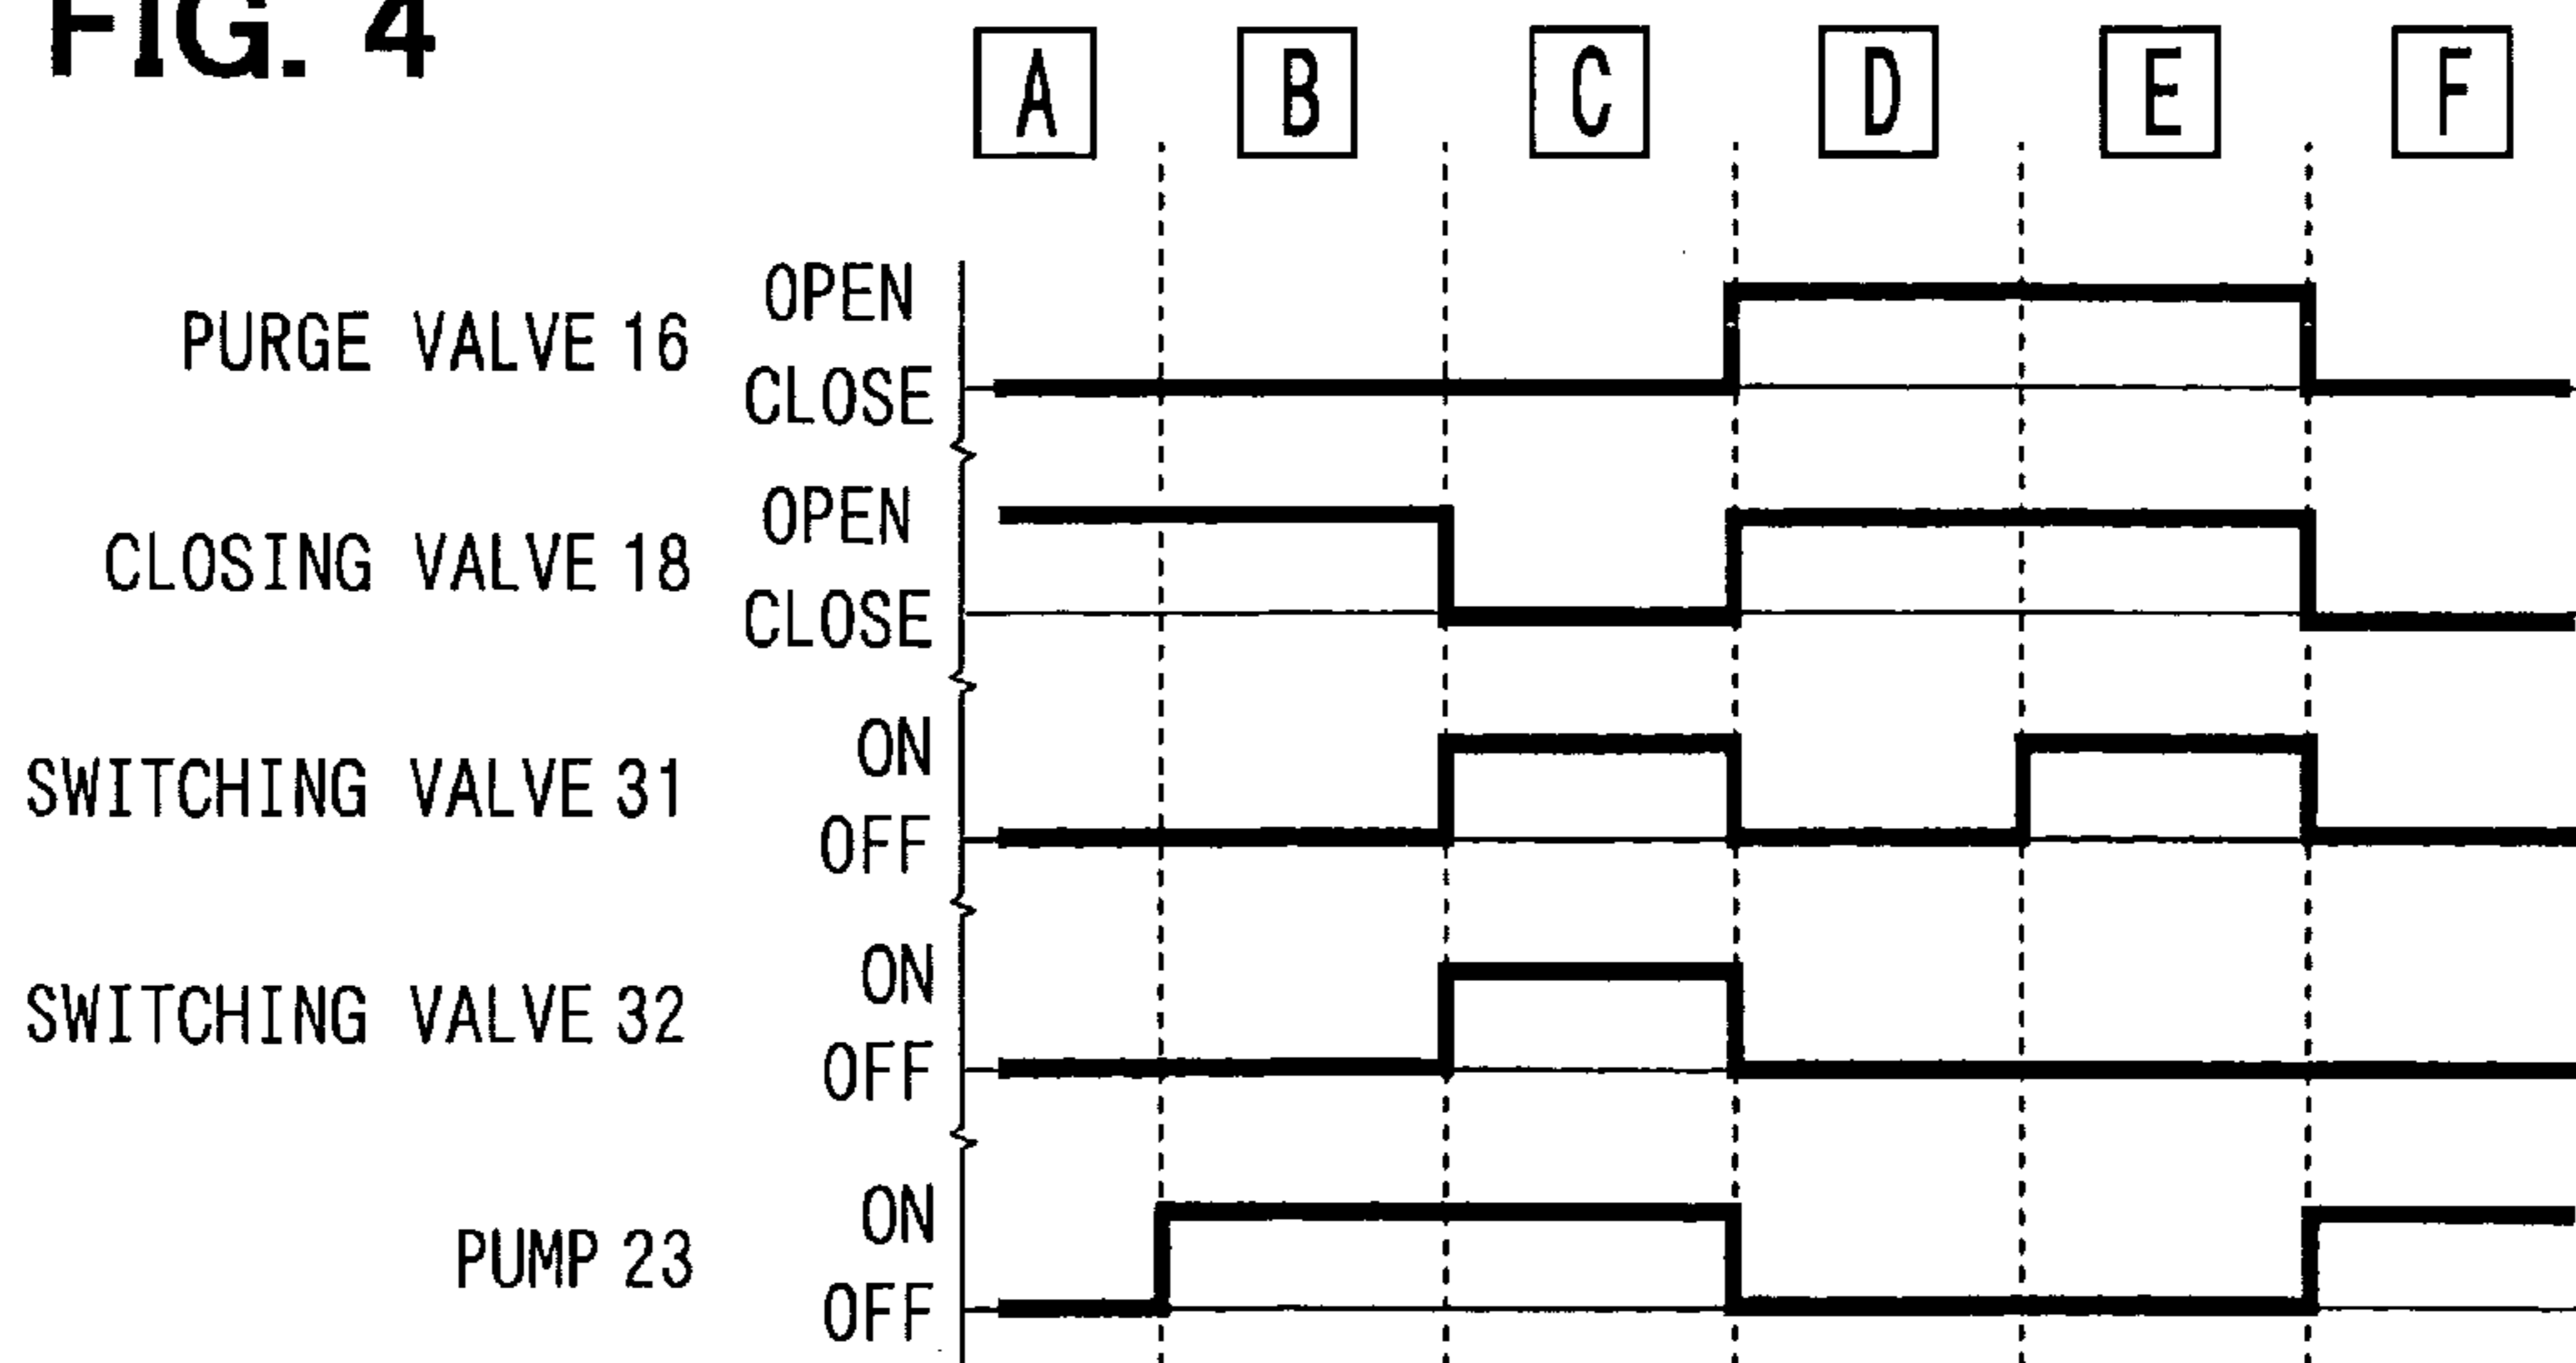 FIG. 4
A B C D E F
OPEN
PURGE VALVE 16
CLOSE
OPEN
CLOSING VALVE 18
CLOSE
ON
SWITCHING VALVE 31
OFF
ON
SWITCHING VALVE 32
OFF
ON
PUMP 23
OFF